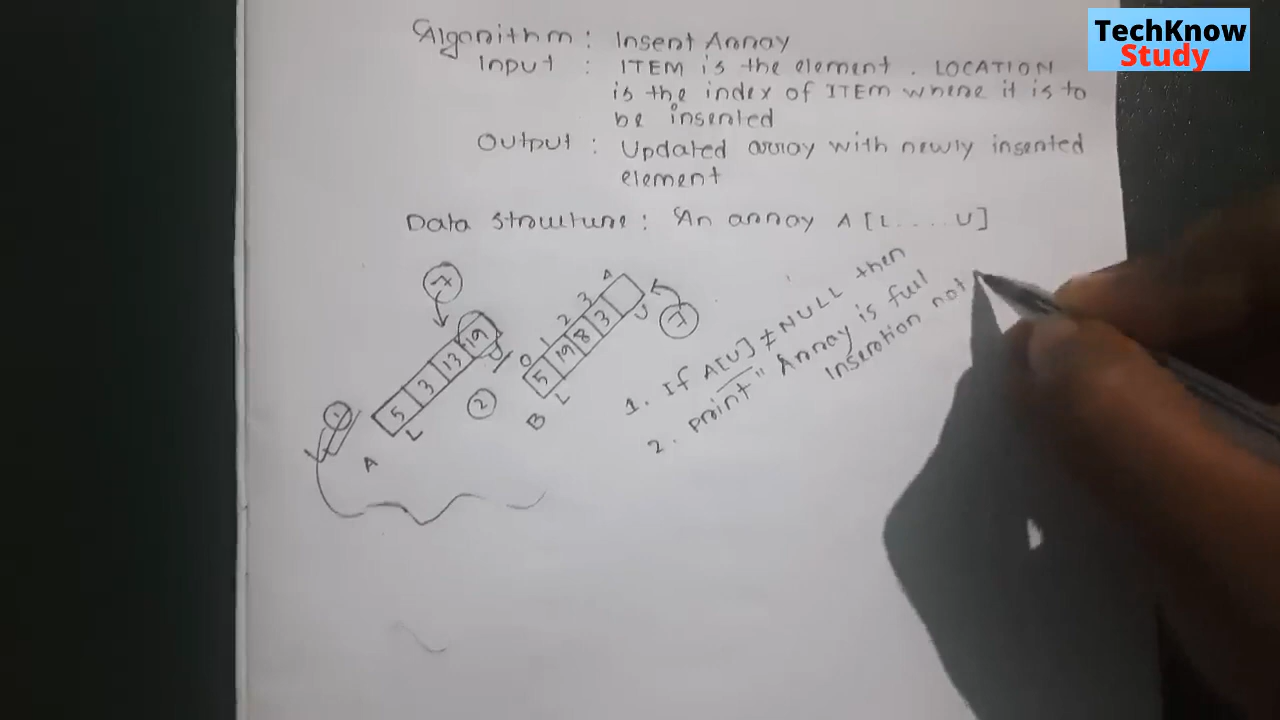 TechKnow
Study
Algorithm : Insert Array
Input : ITEM is the element . LOCATION
is the index of ITEM where it is to
be inserted
Output : Updated array with newly inserted
element
Data structure : An array A [ L .... U ]
7
5 3 13 19
L U
A
1
2
0 1 2 3 4
5 19 8 3
L U
B
7
1. If A[U] ≠ NULL then
2. print " Array is full
Insertion not